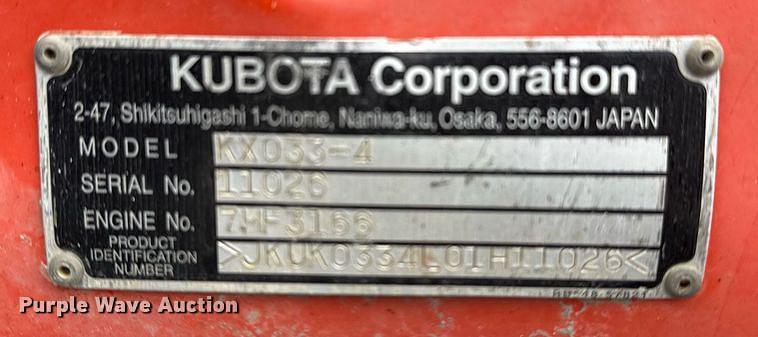 KUBOTA Corporation
2-47, Shikitsuhigashi 1-Chome, Naniwa-ku, Osaka, 556-8601 JAPAN
MODEL KX033-4
SERIAL No. 11026
ENGINE No.
PRODUCT
IDENTIFICATION
NUMBER
>JKUK0334L01H11026<
Purple Wave Auction